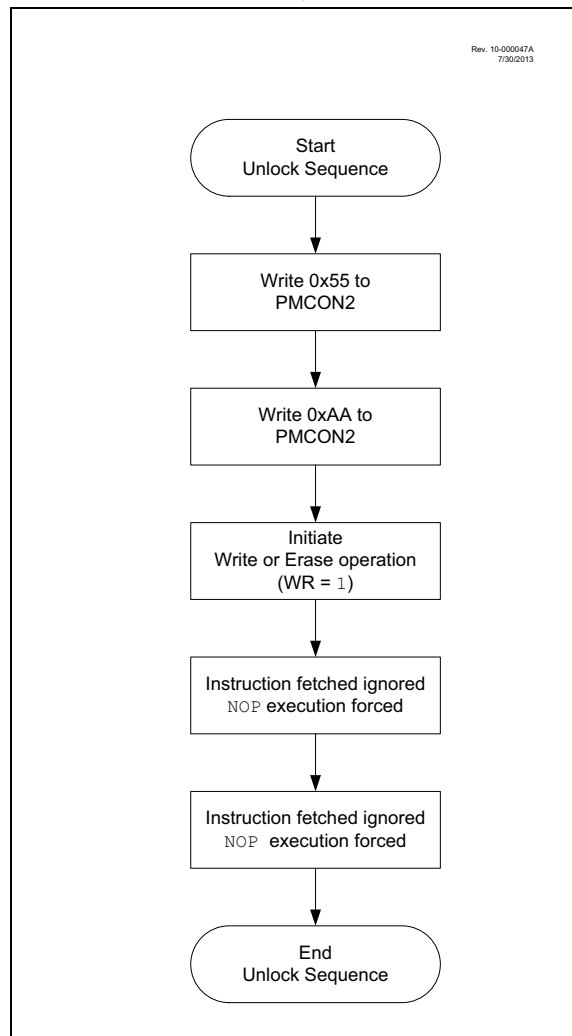 Rev. 10-000047A
7/30/2013
Start
Unlock Sequence
Write 0x55 to
PMCON2
Write 0xAA to
PMCON2
Initiate
Write or Erase operation
(WR = 1)
Instruction fetched ignored
NOP execution forced
Instruction fetched ignored
NOP execution forced
End
Unlock Sequence